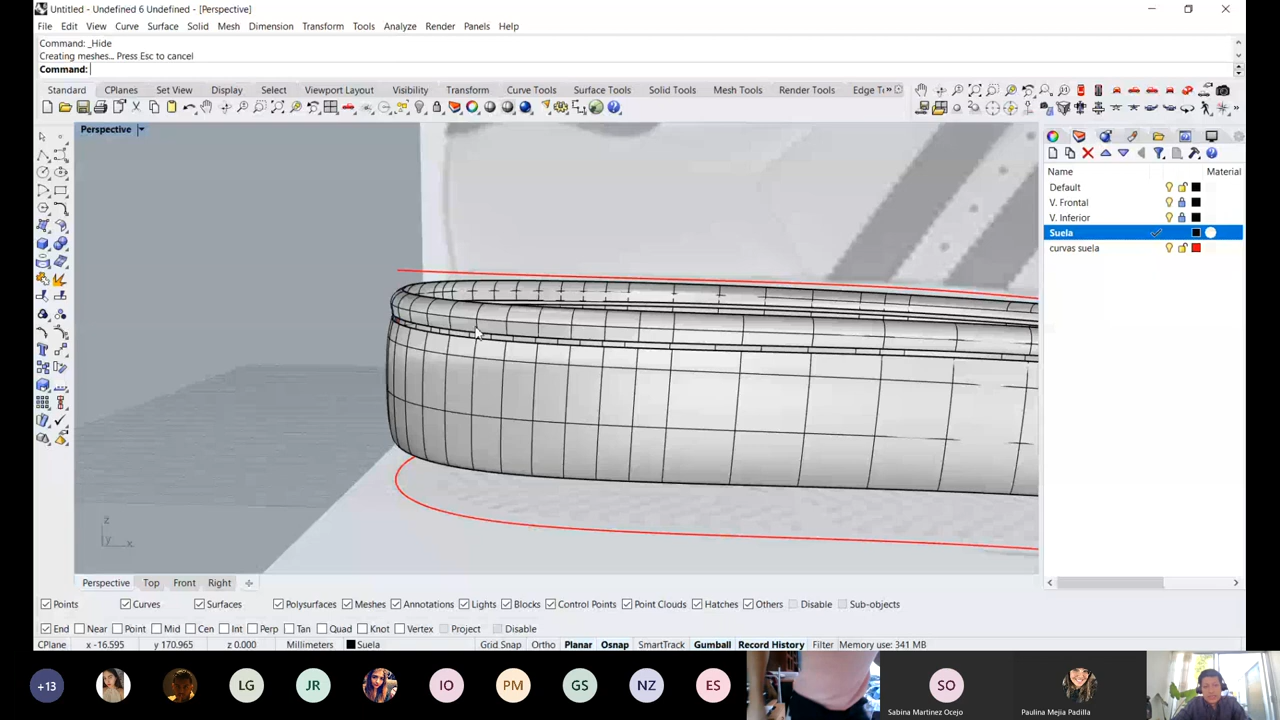 Untitled - Undefined 6 Undefined - [Perspective]
File Edit View Curve Surface Solid Mesh Dimension Transform Tools Analyze Render Panels Help
Command: _Hide
Creating meshes... Press Esc to cancel
Command:
Standard CPlanes Set View Display Select Viewport Layout Visibility Transform Curve Tools Surface Tools Solid Tools Mesh Tools Render Tools Edge T
Perspective
Name Material
Default
V. Frontal
V. Inferior
Suela
curvas suela
z
y x
Perspective Top Front Right
Points Curves Surfaces Polysurfaces Meshes Annotations Lights Blocks Control Points Point Clouds Hatches Others Disable Sub-objects
End Near Point Mid Cen Int Perp Tan Quad Knot Vertex Project Disable
CPlane x -16.595 y 170.965 z 0.000 Millimeters Suela Grid Snap Ortho Planar Osnap SmartTrack Gumball Record History Filter Memory use: 341 MB
+13 LG JR IO PM GS NZ ES SO
Sabina Martinez Ocejo Paulina Mejia Padilla